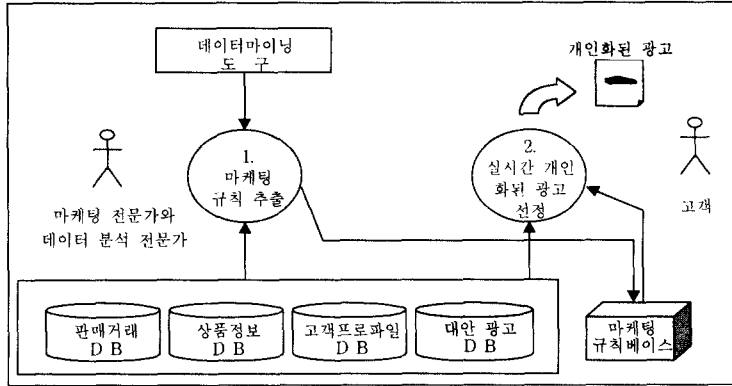 데이터마이닝
도 구
개인화된 광고
1.
마케팅
규칙 추출
2.
실시간 개인
화된 광고
선정
마케팅 전문가와
데이터 분석 전문가
고객
판매거래
D B
상품정보
D B
고객프로파일
D B
대안 광고
D B
마케팅
규칙베이스